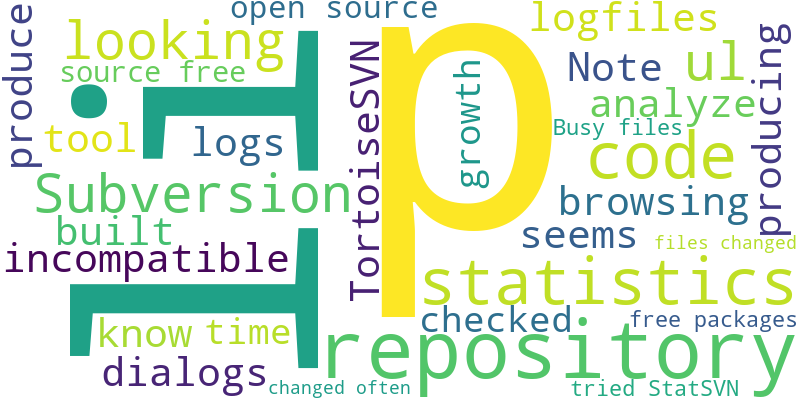 open source
looking
logfiles
produce
source free
li
p
TortoiseSVN
growth
Note
ul
producing
analyze
tool
logs
Busy files
code
Subversion
browsing
built
seems
files changed
incompatible
statistics
know
time
checked
free packages
repository
dialogs
changed often
tried StatSVN